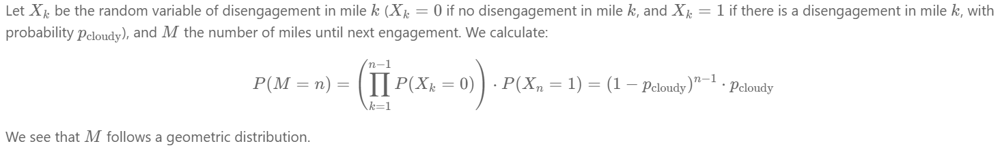 Let $X_k$ be the random variable of disengagement in mile $k$ ($X_k = 0$ if no disengagement in mile $k$, and $X_k = 1$ if there is a disengagement in mile $k$, with
probability $p_{\text{cloudy}}$), and $M$ the number of miles until next engagement. We calculate:
$$P(M = n) = \left( \prod_{k=1}^{n-1} P(X_k = 0) \right) \cdot P(X_n = 1) = (1 - p_{\text{cloudy}})^{n-1} \cdot p_{\text{cloudy}}$$
We see that $M$ follows a geometric distribution.